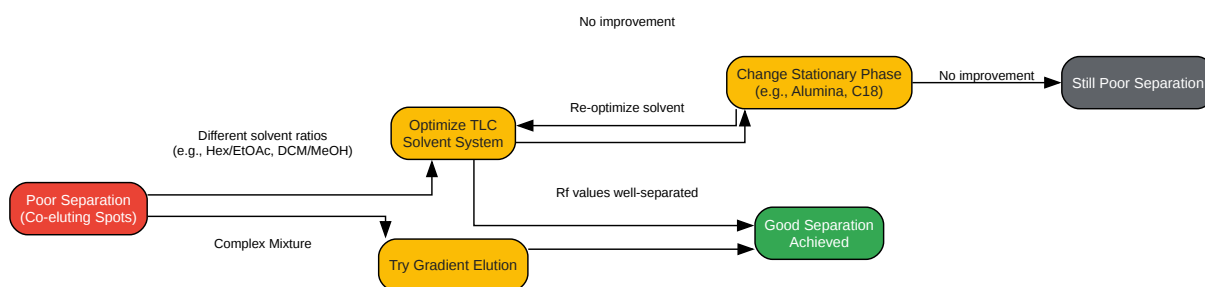 No improvement
Change Stationary Phase
(e.g., Alumina, C18)
No improvement
Still Poor Separation
Re-optimize solvent
Optimize TLC
Solvent System
Different solvent ratios
(e.g., Hex/EtOAc, DCM/MeOH)
Poor Separation
(Co-eluting Spots)
Rf values well-separated
Good Separation
Achieved
Complex Mixture
Try Gradient Elution